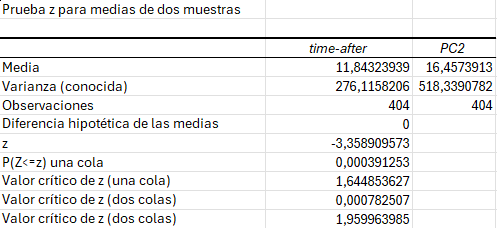 Prueba z para medias de dos muestras
time-after PC2
Media 11,84323939 16,4573913
Varianza (conocida) 276,1158206 518,3390782
Observaciones 404 404
Diferencia hipotética de las medias 0
z -3,358909573
P(Z<=z) una cola 0,000391253
Valor crítico de z (una cola) 1,644853627
Valor crítico de z (dos colas) 0,000782507
Valor crítico de z (dos colas) 1,959963985